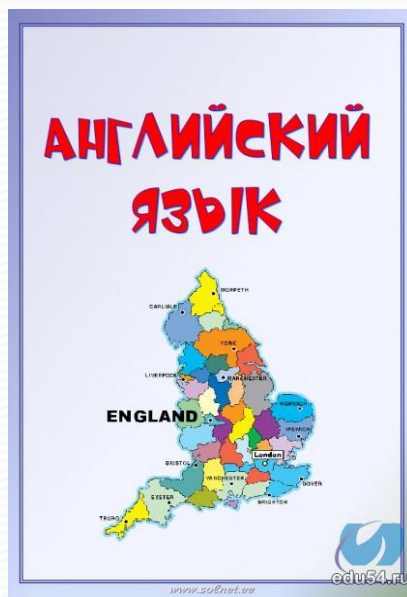 АНГЛИЙСКИЙ
ЯЗЫК
MORPETH
CARLISLE
YORK
LIVERPOOL
MANCHESTER
ENGLAND
NORWICH
IPSWICH
London
BRISTOL
WINCHESTER
DOVER
EXETER
BRIGHTON
TRURO
edu54.ru
www.solnet.ee